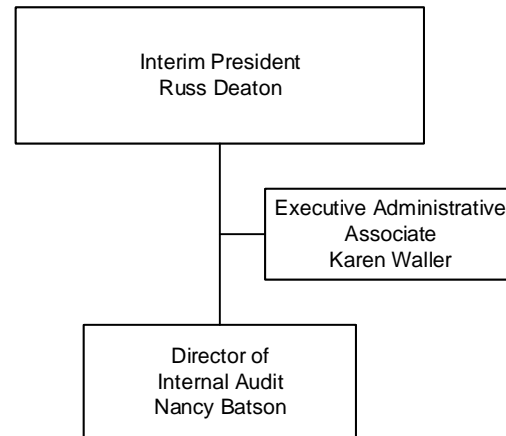 Interim President
Russ Deaton
Executive Administrative
Associate
Karen Waller
Director of
Internal Audit
Nancy Batson